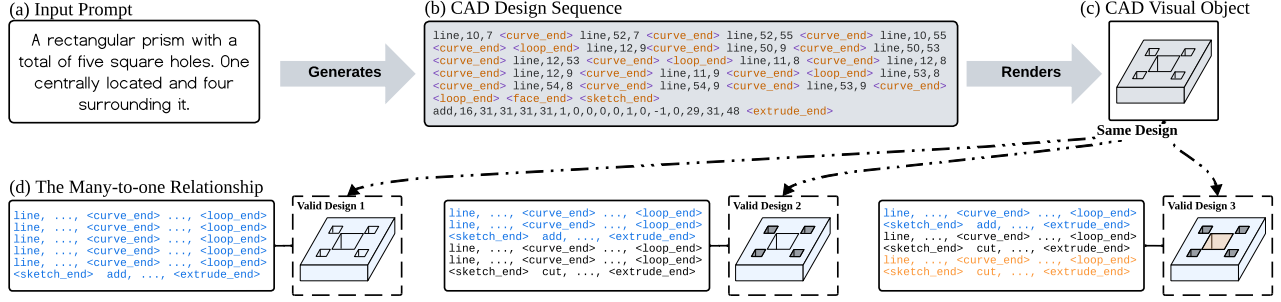 (a) Input Prompt
A rectangular prism with a
total of five square holes. One
centrally located and four
surrounding it.
Generates
(b) CAD Design Sequence
line,10,7 <curve_end> line,52,7 <curve_end> line,52,55 <curve_end> line,10,55
<curve_end> <loop_end> line,12,9<curve_end> line,50,9 <curve_end> line,50,53
<curve_end> line,12,53 <curve_end> <loop_end> line,11,8 <curve_end> line,12,8
<curve_end> line,12,9 <curve_end> line,11,9 <curve_end> <loop_end> line,53,8
<curve_end> line,54,8 <curve_end> line,54,9 <curve_end> line,53,9 <curve_end>
<loop_end> <face_end> <sketch_end>
add,16,31,31,31,31,1,0,0,0,0,1,0,-1,0,29,31,48 <extrude_end>
Renders
(c) CAD Visual Object
Same Design
(d) The Many-to-one Relationship
line, ..., <curve_end> ..., <loop_end>
line, ..., <curve_end> ..., <loop_end>
line, ..., <curve_end> ..., <loop_end>
line, ..., <curve_end> ..., <loop_end>
line, ..., <curve_end> ..., <loop_end>
<sketch_end> add, ..., <extrude_end>
Valid Design 1
line, ..., <curve_end> ..., <loop_end>
line, ..., <curve_end> ..., <loop_end>
<sketch_end> add, ..., <extrude_end>
line, ..., <curve_end> ..., <loop_end>
line, ..., <curve_end> ..., <loop_end>
<sketch_end> cut, ..., <extrude_end>
Valid Design 2
line, ..., <curve_end> ..., <loop_end>
<sketch_end> add, ..., <extrude_end>
line, ..., <curve_end> ..., <loop_end>
<sketch_end> cut, ..., <extrude_end>
line, ..., <curve_end> ..., <loop_end>
<sketch_end> cut, ..., <extrude_end>
Valid Design 3